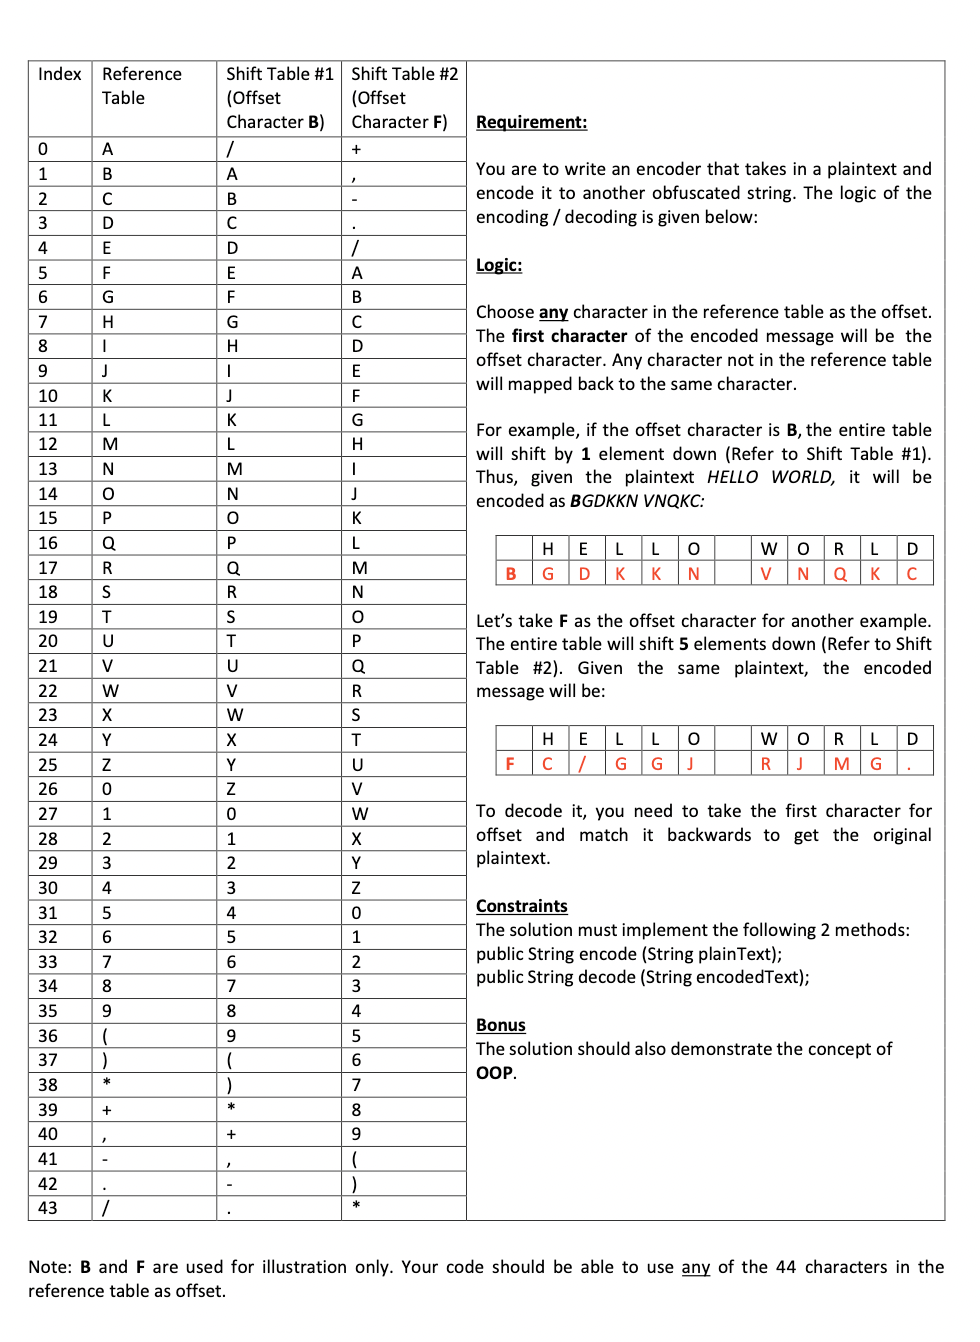 Index Reference Table Shift Table #1 (Offset Character B) Shift Table #2 (Offset Character F)
0 A / +
1 B A ,
2 C B -
3 D C .
4 E D /
5 F E A
6 G F B
7 H G C
8 I H D
9 J I E
10 K J F
11 L K G
12 M L H
13 N M I
14 O N J
15 P O K
16 Q P L
17 R Q M
18 S R N
19 T S O
20 U T P
21 V U Q
22 W V R
23 X W S
24 Y X T
25 Z Y U
26 0 Z V
27 1 0 W
28 2 1 X
29 3 2 Y
30 4 3 Z
31 5 4 0
32 6 5 1
33 7 6 2
34 8 7 3
35 9 8 4
36 ( 9 5
37 ) ( 6
38 * ) 7
39 + * 8
40 , + 9
41 - , (
42 . - )
43 / . *
Requirement:
You are to write an encoder that takes in a plaintext and
encode it to another obfuscated string. The logic of the
encoding / decoding is given below:
Logic:
Choose any character in the reference table as the offset.
The first character of the encoded message will be the
offset character. Any character not in the reference table
will mapped back to the same character.
For example, if the offset character is B, the entire table
will shift by 1 element down (Refer to Shift Table #1).
Thus, given the plaintext HELLO WORLD, it will be
encoded as BGDKKN VNQKC:
H E L L O W O R L D
B G D K K N V N Q K C
Let’s take F as the offset character for another example.
The entire table will shift 5 elements down (Refer to Shift
Table #2). Given the same plaintext, the encoded
message will be:
H E L L O W O R L D
F C / G G J R J M G .
To decode it, you need to take the first character for
offset and match it backwards to get the original
plaintext.
Constraints
The solution must implement the following 2 methods:
public String encode (String plainText);
public String decode (String encodedText);
Bonus
The solution should also demonstrate the concept of
OOP.
Note: B and F are used for illustration only. Your code should be able to use any of the 44 characters in the
reference table as offset.